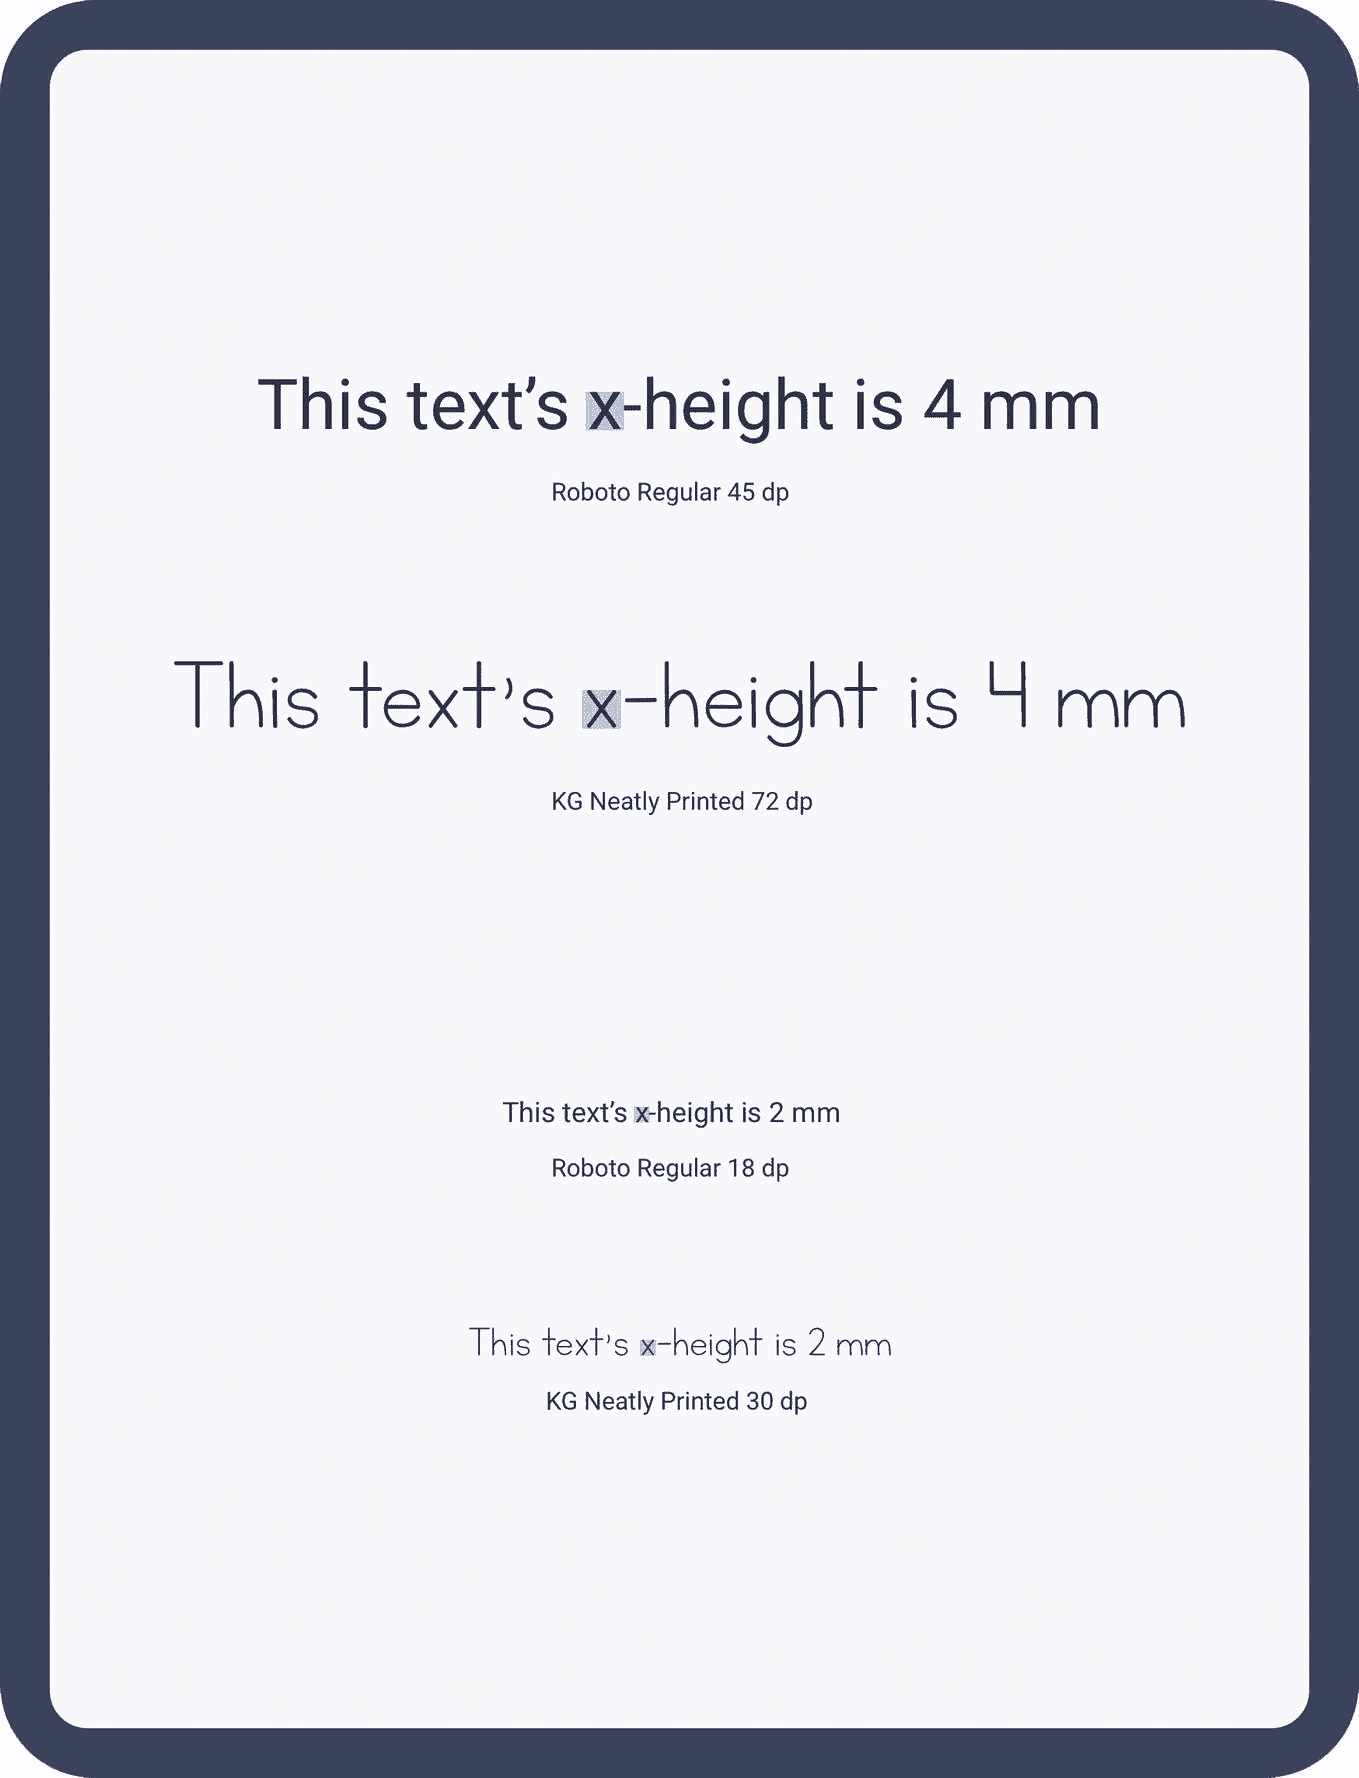 This text’s x-height is 4 mm
Roboto Regular 45 dp
This text's x-height is 4 mm
KG Neatly Printed 72 dp
This text’s x-height is 2 mm
Roboto Regular 18 dp
This text's x-height is 2 mm
KG Neatly Printed 30 dp